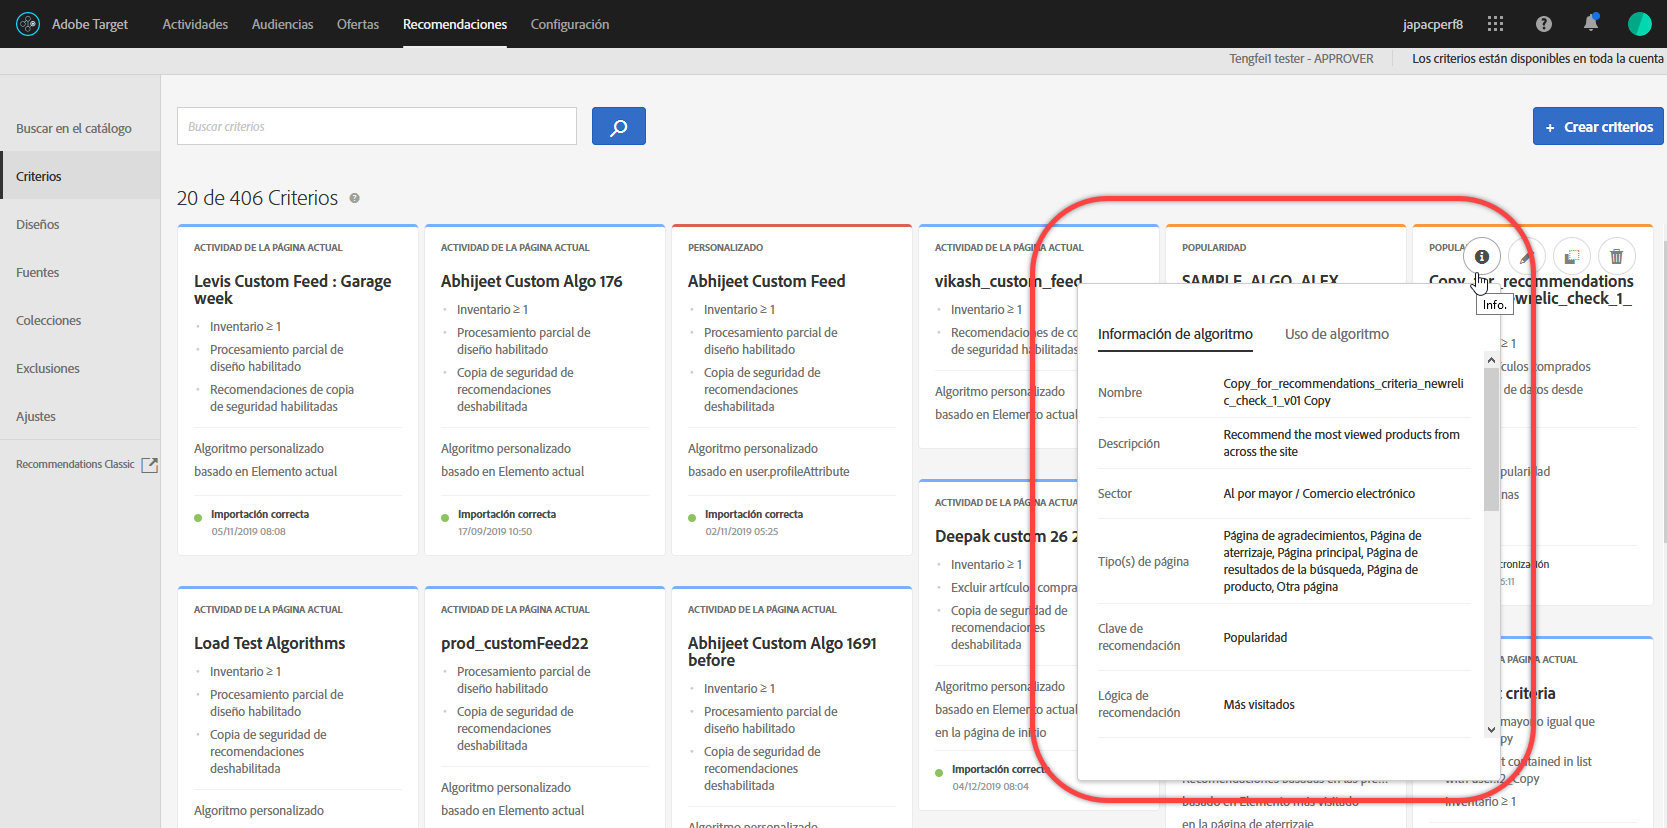 Adobe Target
Actividades
Audiencias
Ofertas
Recomendaciones
Configuración
japacperf8
Tengfei1 tester - APPROVER
Los criterios están disponibles en toda la cuenta
Buscar en el catálogo
Criterios
Diseños
Fuentes
Colecciones
Exclusiones
Ajustes
Recommendations Classic
Buscar criterios
+ Crear criterios
20 de 406 Criterios
ACTIVIDAD DE LA PÁGINA ACTUAL
Levis Custom Feed : Garage
week
Inventario ≥ 1
Procesamiento parcial de
diseño habilitado
Recomendaciones de copia
de seguridad habilitadas
Algoritmo personalizado
basado en Elemento actual
Importación correcta
05/11/2019 08:08
ACTIVIDAD DE LA PÁGINA ACTUAL
Abhijeet Custom Algo 176
Inventario ≥ 1
Procesamiento parcial de
diseño habilitado
Copia de seguridad de
recomendaciones
deshabilitada
Algoritmo personalizado
basado en Elemento actual
Importación correcta
17/09/2019 10:50
PERSONALIZADO
Abhijeet Custom Feed
Inventario ≥ 1
Procesamiento parcial de
diseño habilitado
Copia de seguridad de
recomendaciones
deshabilitada
Algoritmo personalizado
basado en user.profileAttribute
Importación correcta
02/11/2019 05:25
ACTIVIDAD DE LA PÁGINA ACTUAL
vikash_custom_feed
Inventario ≥ 1
Recomendaciones de co
de seguridad habilitadas
Algoritmo personalizado
basado en Elemento actual
POPULARIDAD
SAMPLE_ALGO_ALEX
POPULA
Copy_for_recommendations
wrelic_check_1_
Info.
≥ 1
culos comprados
de datos desde
pularidad
nas
cronización
6:11
Información de algoritmo
Uso de algoritmo
Nombre
Copy_for_recommendations_criteria_newreli
c_check_1_v01 Copy
Descripción
Recommend the most viewed products from
across the site
Sector
Al por mayor / Comercio electrónico
Tipo(s) de página
Página de agradecimientos, Página de
aterrizaje, Página principal, Página de
resultados de la búsqueda, Página de
producto, Otra página
Clave de
recomendación
Popularidad
Lógica de
recomendación
Más visitados
ACTIVIDAD DE LA PÁGINA ACTUAL
Load Test Algorithms
Inventario ≥ 1
Procesamiento parcial de
diseño habilitado
Copia de seguridad de
recomendaciones
deshabilitada
Algoritmo personalizado
ACTIVIDAD DE LA PÁGINA ACTUAL
prod_customFeed22
Procesamiento parcial de
diseño habilitado
Copia de seguridad de
recomendaciones
deshabilitada
Algoritmo personalizado
basado en Elemento actual
ACTIVIDAD DE LA PÁGINA ACTUAL
Abhijeet Custom Algo 1691
before
Inventario ≥ 1
Procesamiento parcial de
diseño habilitado
Copia de seguridad de
recomendaciones
deshabilitada
Algoritmo personalizado
ACTIVIDAD DE LA PÁGINA ACTUA
Deepak custom 26 2
Inventario ≥ 1
Excluir artículos compra
Copia de seguridad de
recomendaciones
deshabilitada
Algoritmo personalizado
basado en Elemento actual
en la página de inicio
Importación correcta
04/12/2019 08:04
Recomendaciones basadas en las pre...
basado en Elemento más visitado
en la página de aterrizaje
A PÁGINA ACTUAL
criteria
mayor o igual que
py
t contained in list
with user...2_Copy
Inventario ≥ 1